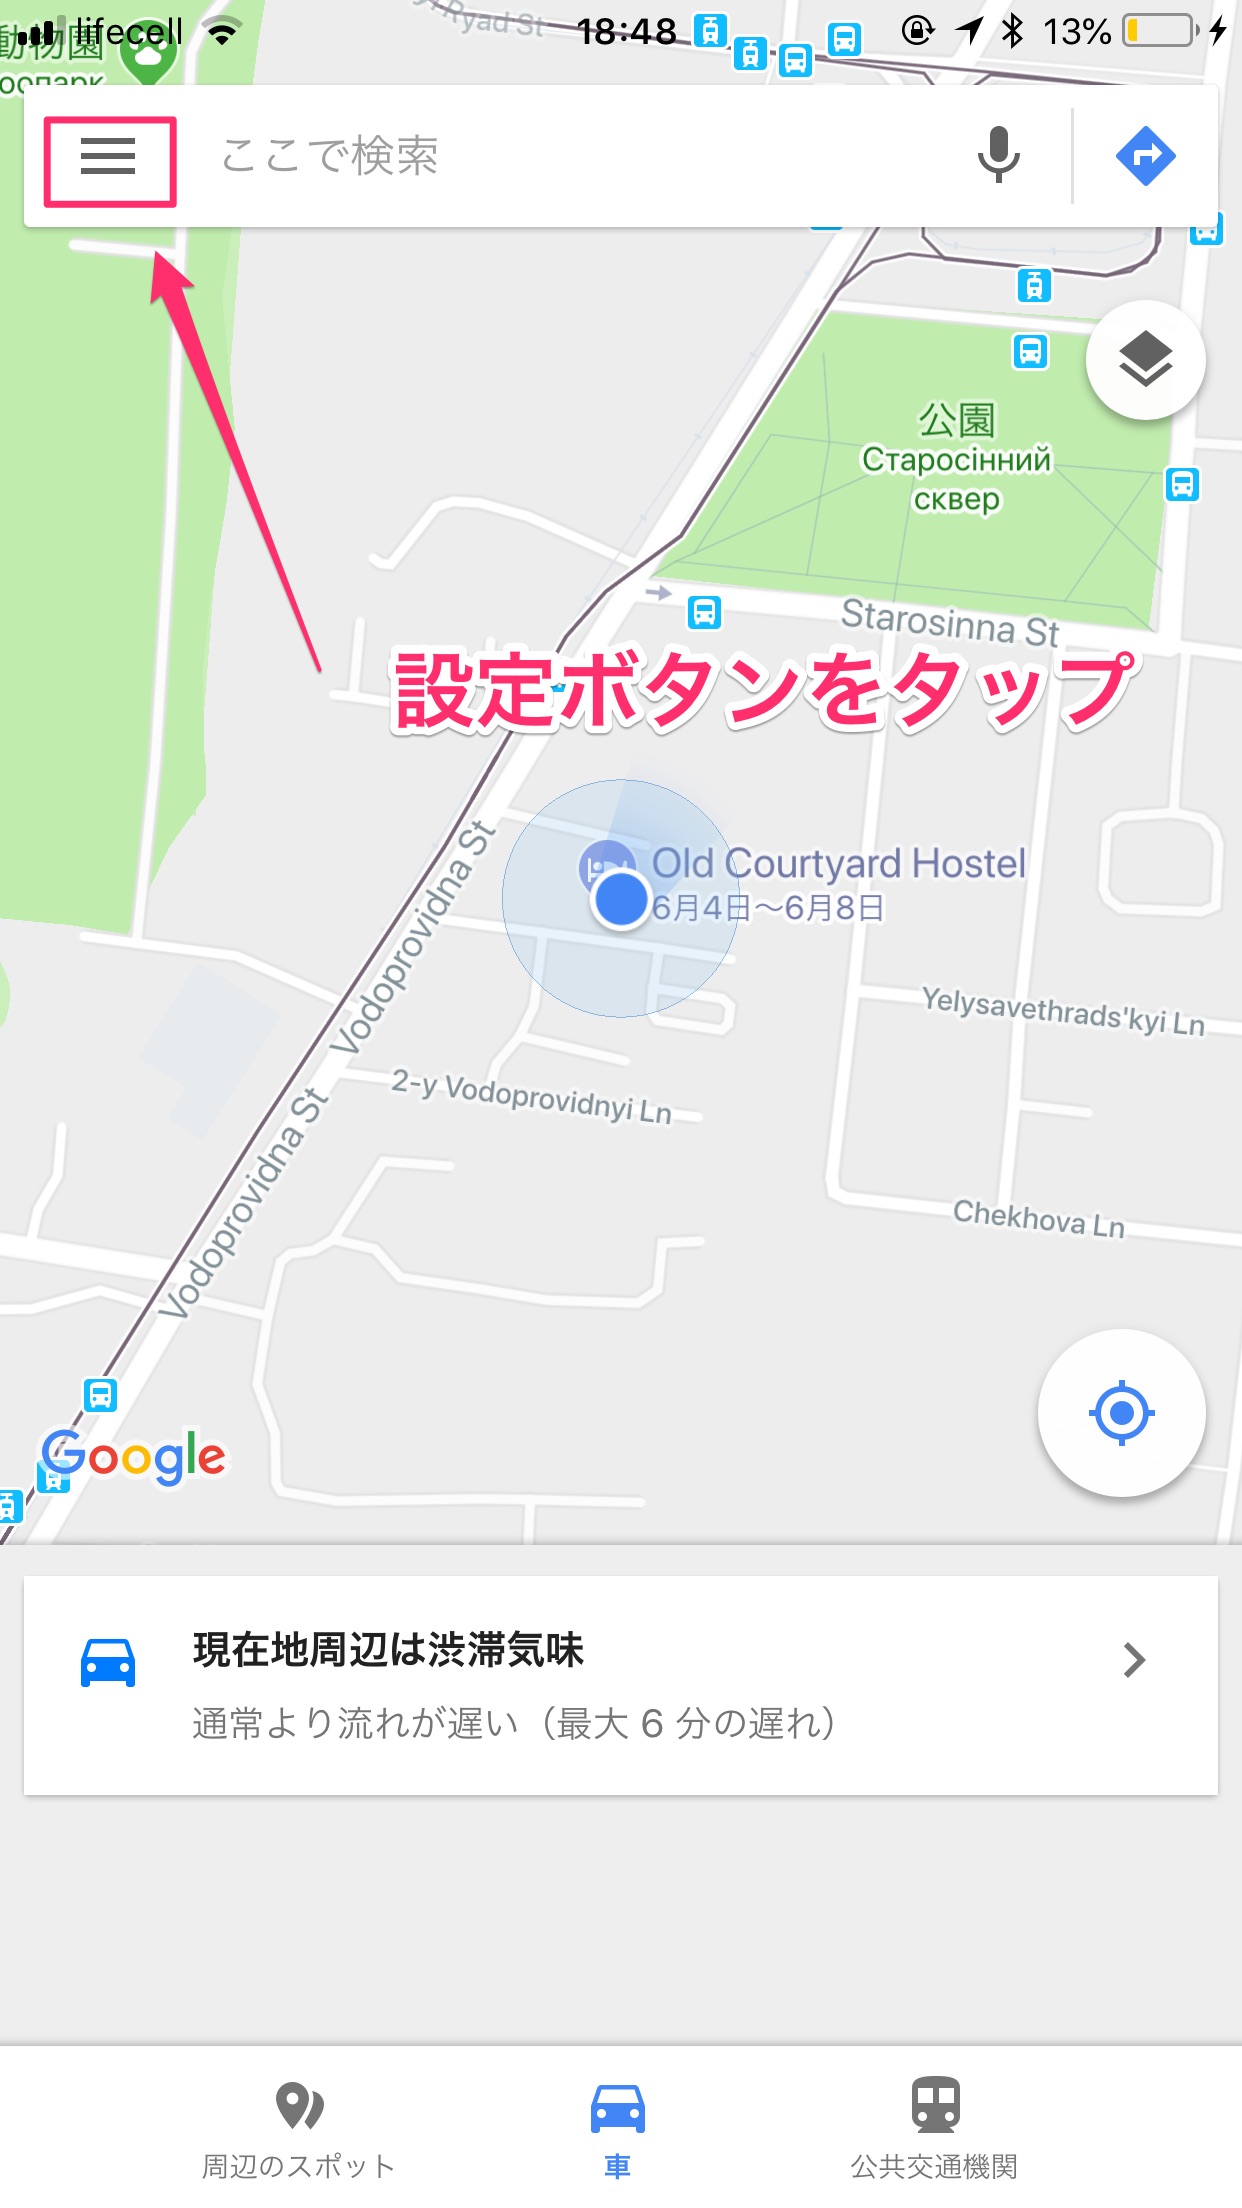 lifecell 18:48 13%
動物園
оопарк
Ryad St
ここで検索
公園
Старосінний
сквер
Starosinna St
設定ボタンをタップ
Old Courtyard Hostel
6月4日～6月8日
Vodoprovidna St
Yelysavethrads'kyi Ln
2-y Vodoprovidnyi Ln
Vodoprovidna St
Chekhova Ln
Google
現在地周辺は渋滞気味
通常より流れが遅い（最大 6 分の遅れ）
周辺のスポット
車
公共交通機関